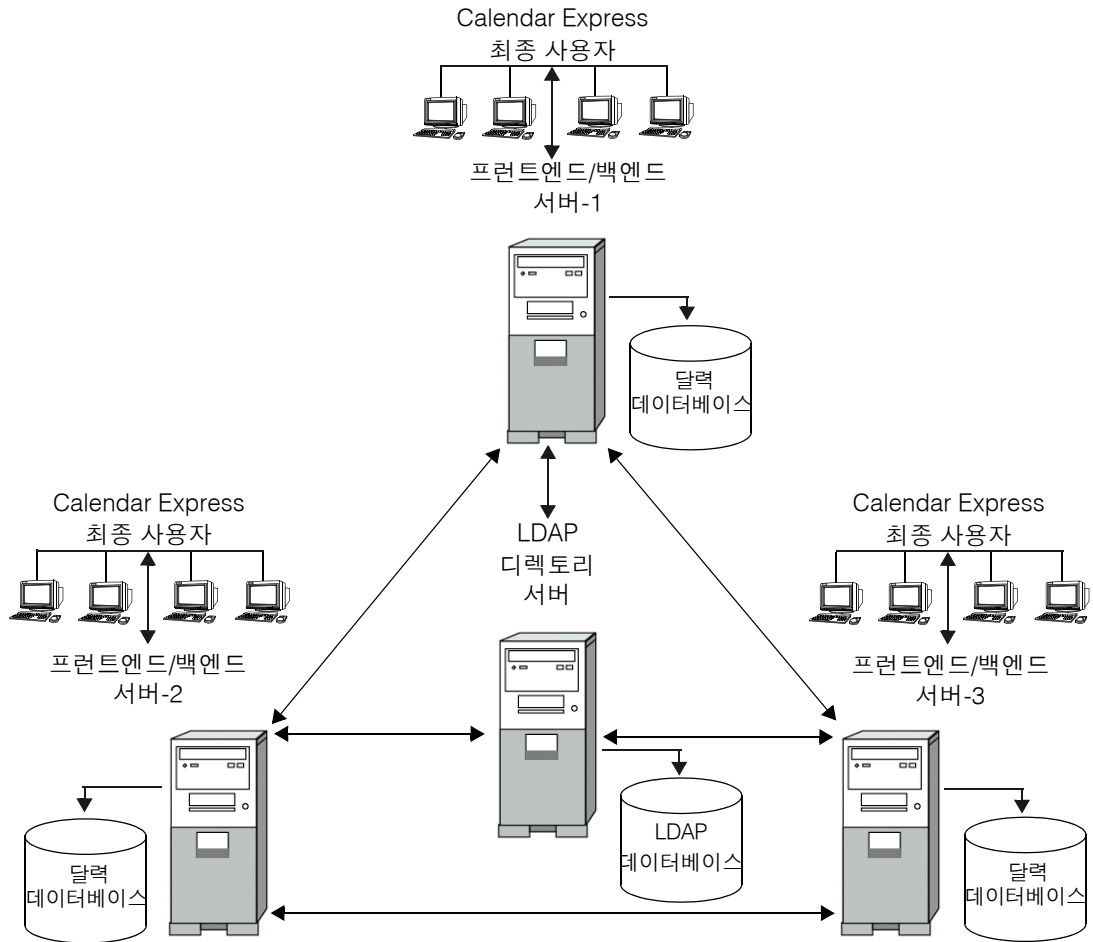 Calendar Express
최종 사용자
프런트엔드/백엔드
서버-1
달력
데이터베이스
Calendar Express
최종 사용자
프런트엔드/백엔드
서버-2
LDAP
디렉토리
서버
Calendar Express
최종 사용자
프런트엔드/백엔드
서버-3
달력
데이터베이스
LDAP
데이터베이스
달력
데이터베이스